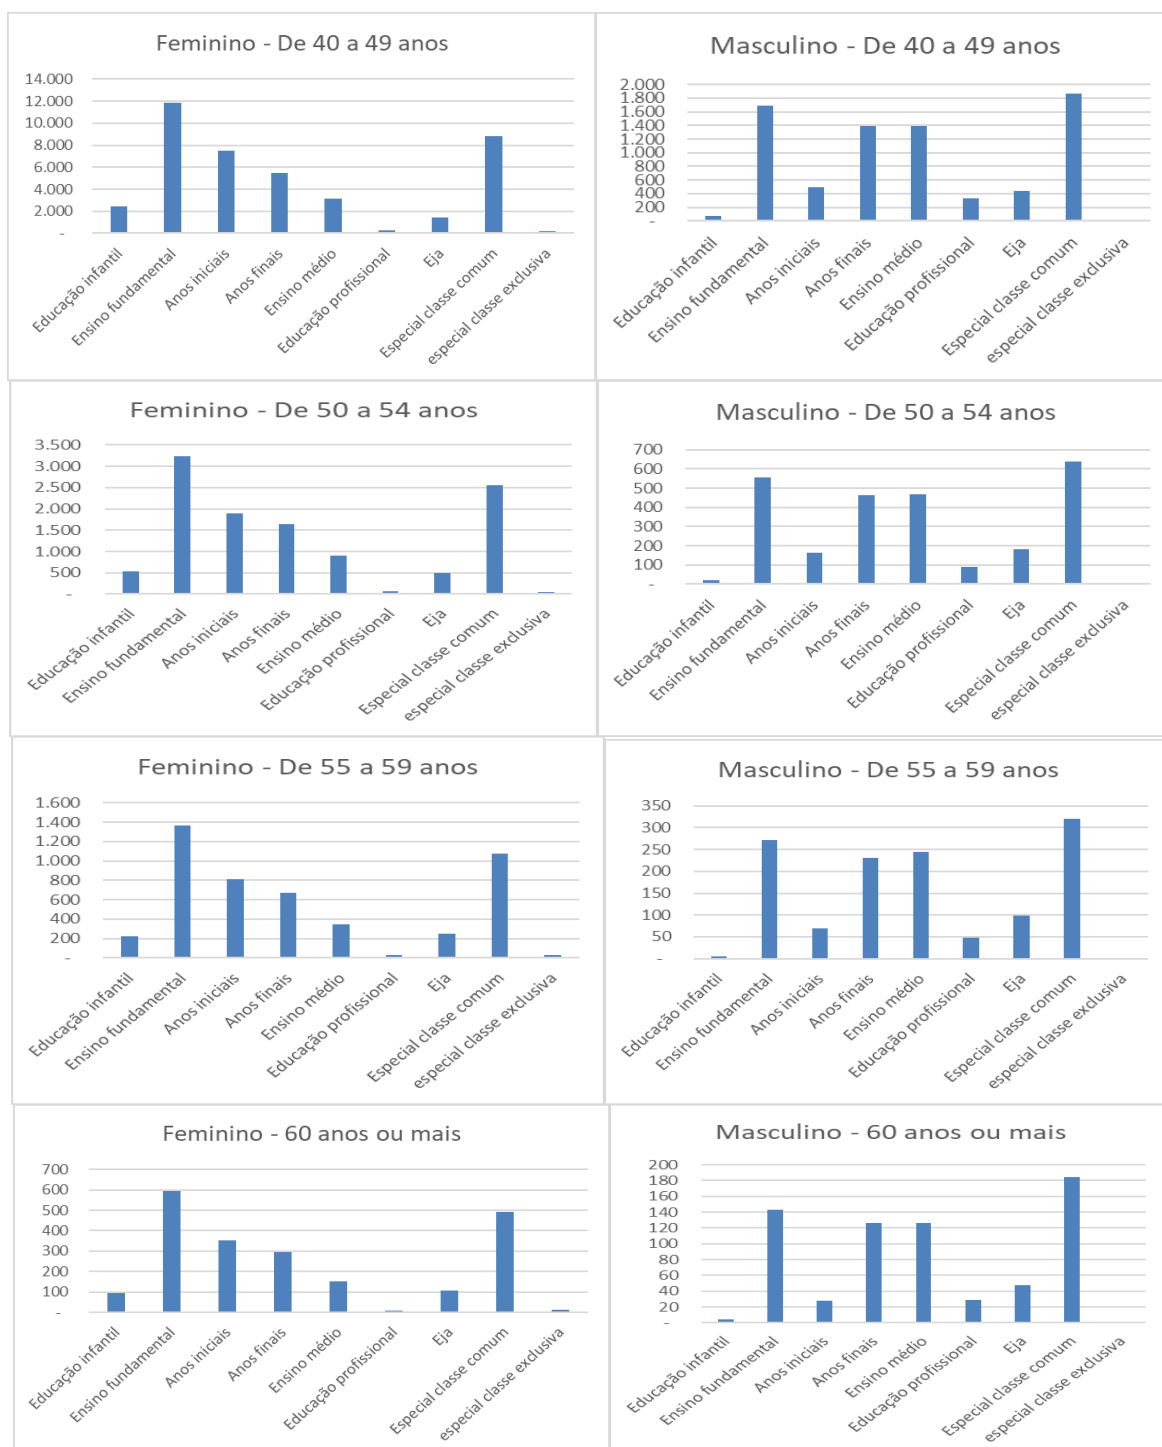 Feminino - De 40 a 49 anos
14.000
12.000
10.000
8.000
6.000
4.000
2.000
-
Educação infantil
Ensino fundamental
Anos iniciais
Anos finais
Ensino médio
Educação profissional
Eja
Especial classe comum
especial classe exclusiva
Masculino - De 40 a 49 anos
2.000
1.800
1.600
1.400
1.200
1.000
800
600
400
200
-
Educação infantil
Ensino fundamental
Anos iniciais
Anos finais
Ensino médio
Educação profissional
Eja
Especial classe comum
especial classe exclusiva
Feminino - De 50 a 54 anos
3.500
3.000
2.500
2.000
1.500
1.000
500
-
Educação infantil
Ensino fundamental
Anos iniciais
Anos finais
Ensino médio
Educação profissional
Eja
Especial classe comum
especial classe exclusiva
Masculino - De 50 a 54 anos
700
600
500
400
300
200
100
-
Educação infantil
Ensino fundamental
Anos iniciais
Anos finais
Ensino médio
Educação profissional
Eja
Especial classe comum
especial classe exclusiva
Feminino - De 55 a 59 anos
1.600
1.400
1.200
1.000
800
600
400
200
-
Educação infantil
Ensino fundamental
Anos iniciais
Anos finais
Ensino médio
Educação profissional
Eja
Especial classe comum
especial classe exclusiva
Masculino - De 55 a 59 anos
350
300
250
200
150
100
50
-
Educação infantil
Ensino fundamental
Anos iniciais
Anos finais
Ensino médio
Educação profissional
Eja
Especial classe comum
especial classe exclusiva
Feminino - 60 anos ou mais
700
600
500
400
300
200
100
-
Educação infantil
Ensino fundamental
Anos iniciais
Anos finais
Ensino médio
Educação profissional
Eja
Especial classe comum
especial classe exclusiva
Masculino - 60 anos ou mais
200
180
160
140
120
100
80
60
40
20
-
Educação infantil
Ensino fundamental
Anos iniciais
Anos finais
Ensino médio
Educação profissional
Eja
Especial classe comum
especial classe exclusiva